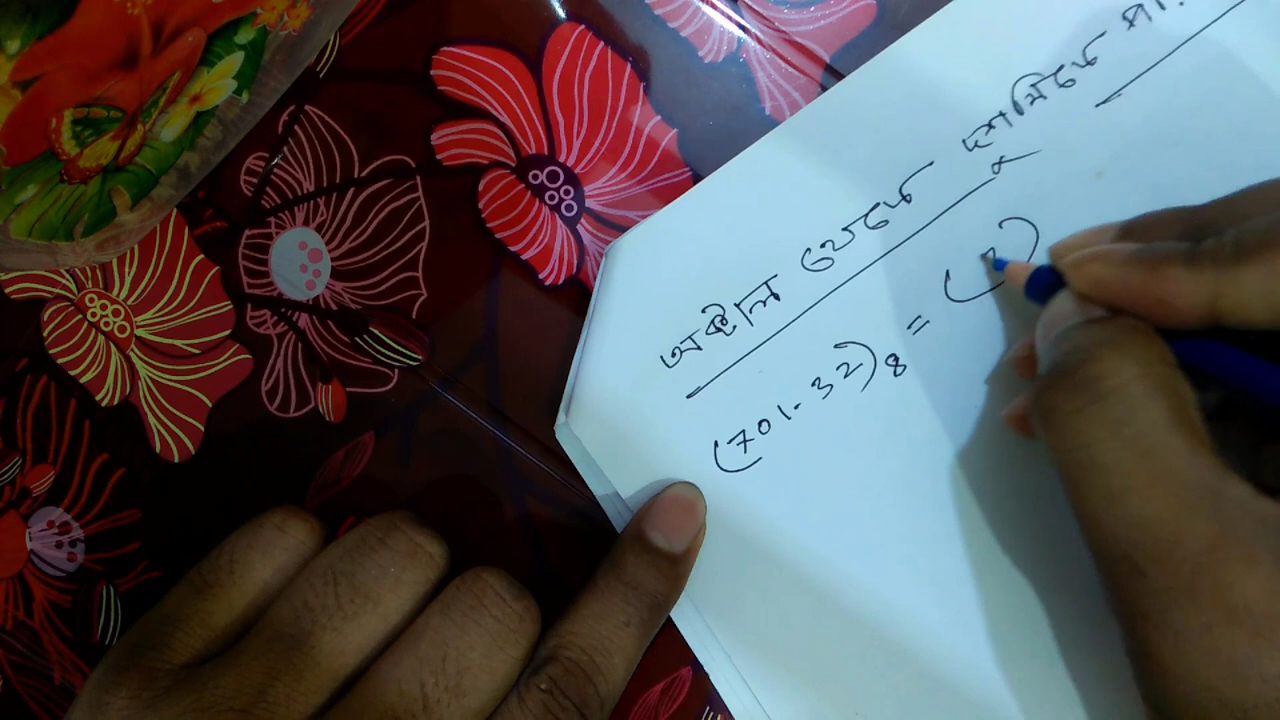 অক্টাল থেকে দশমিকে
(701.32)8 = (?)